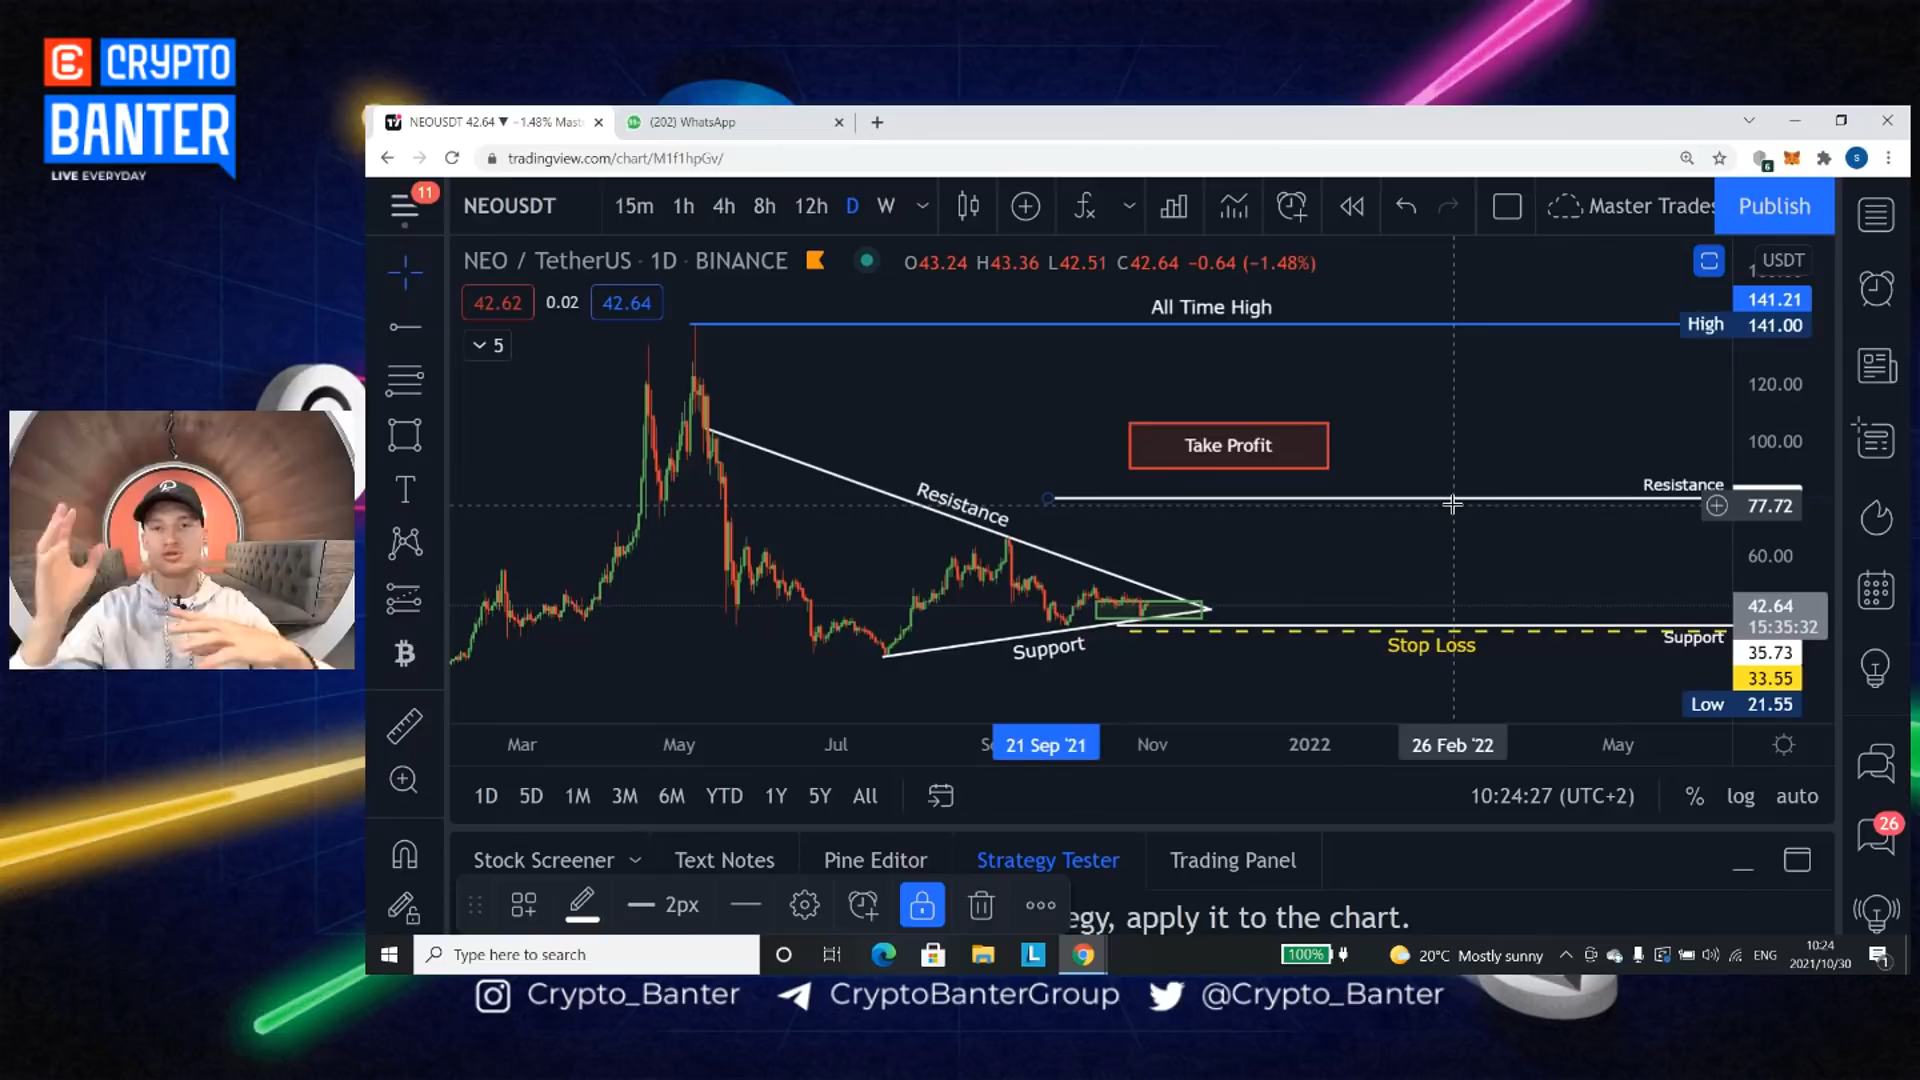 CRYPTO
BANTER
LIVE EVERYDAY
NEOUSDT 42.64 ▼ −1.48% Mast
(202) WhatsApp
tradingview.com/chart/M1f1hpGv/
11
NEOUSDT 15m 1h 4h 8h 12h D W
Master Trades
Publish
NEO / TetherUS · 1D · BINANCE
O43.24 H43.36 L42.51 C42.64 −0.64 (−1.48%)
USDT
42.62 0.02 42.64
5
All Time High
141.21
High 141.00
120.00
Take Profit
100.00
Resistance
Resistance
77.72
60.00
42.64
15:35:32
Support
Stop Loss
Support
35.73
33.55
Low 21.55
Mar May Jul 21 Sep '21 Nov 2022 26 Feb '22 May
1D 5D 1M 3M 6M YTD 1Y 5Y All
10:24:27 (UTC+2) % log auto
26
Stock Screener Text Notes Pine Editor Strategy Tester Trading Panel
2px
egy, apply it to the chart.
Type here to search
100%
20°C Mostly sunny
ENG
10:24
2021/10/30
Crypto_Banter CryptoBanterGroup @Crypto_Banter